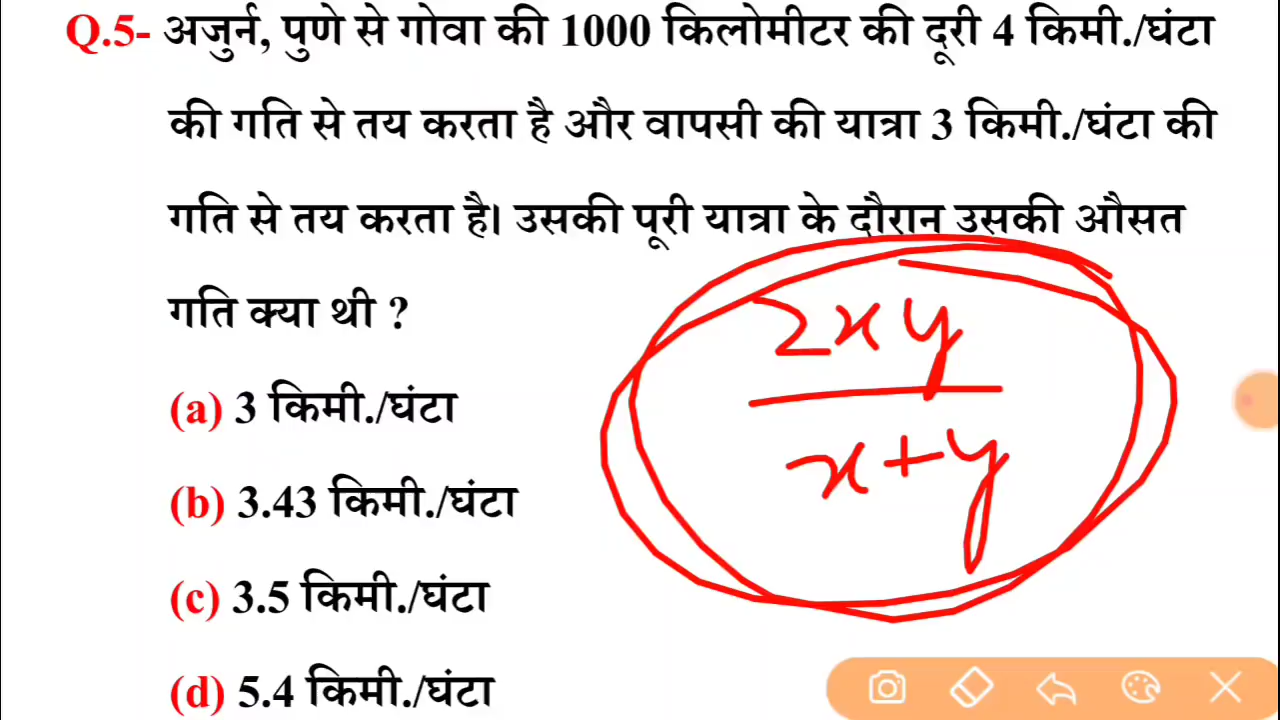 Q.5- अजुर्न, पुणे से गोवा की 1000 किलोमीटर की दूरी 4 किमी./घंटा
की गति से तय करता है और वापसी की यात्रा 3 किमी./घंटा की
गति से तय करता है। उसकी पूरी यात्रा के दौरान उसकी औसत
गति क्या थी ?
2xy
x+y
(a) 3 किमी./घंटा
(b) 3.43 किमी./घंटा
(c) 3.5 किमी./घंटा
(d) 5.4 किमी./घंटा